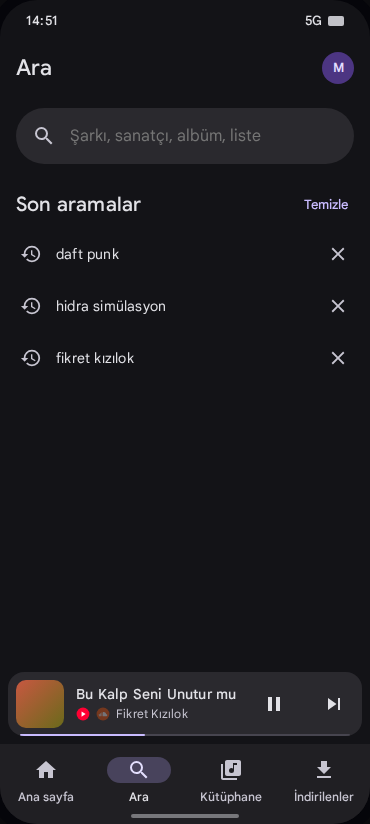 14:51
5G
Ara
M
Şarkı, sanatçı, albüm, liste
Son aramalar
Temizle
daft punk
hidra simülasyon
fikret kızılok
Bu Kalp Seni Unutur mu
Fikret Kızılok
Ana sayfa
Ara
Kütüphane
İndirilenler